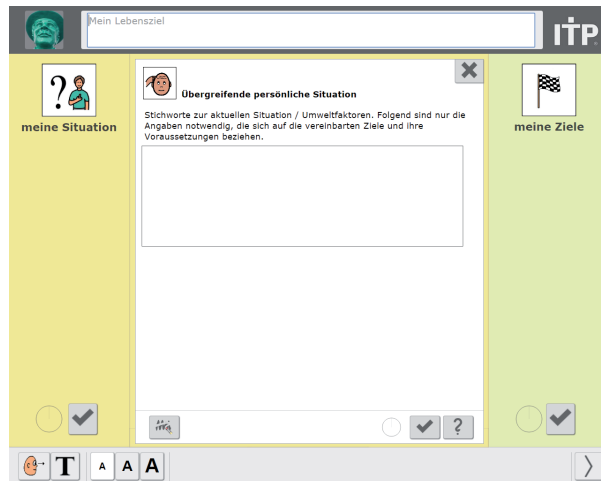 Mein Lebensziel
iTP
meine Situation
Übergreifende persönliche Situation
Stichworte zur aktuellen Situation / Umweltfaktoren. Folgend sind nur die
Angaben notwendig, die sich auf die vereinbarten Ziele und ihre
Voraussetzungen beziehen.
meine Ziele
?
T
A
A
A